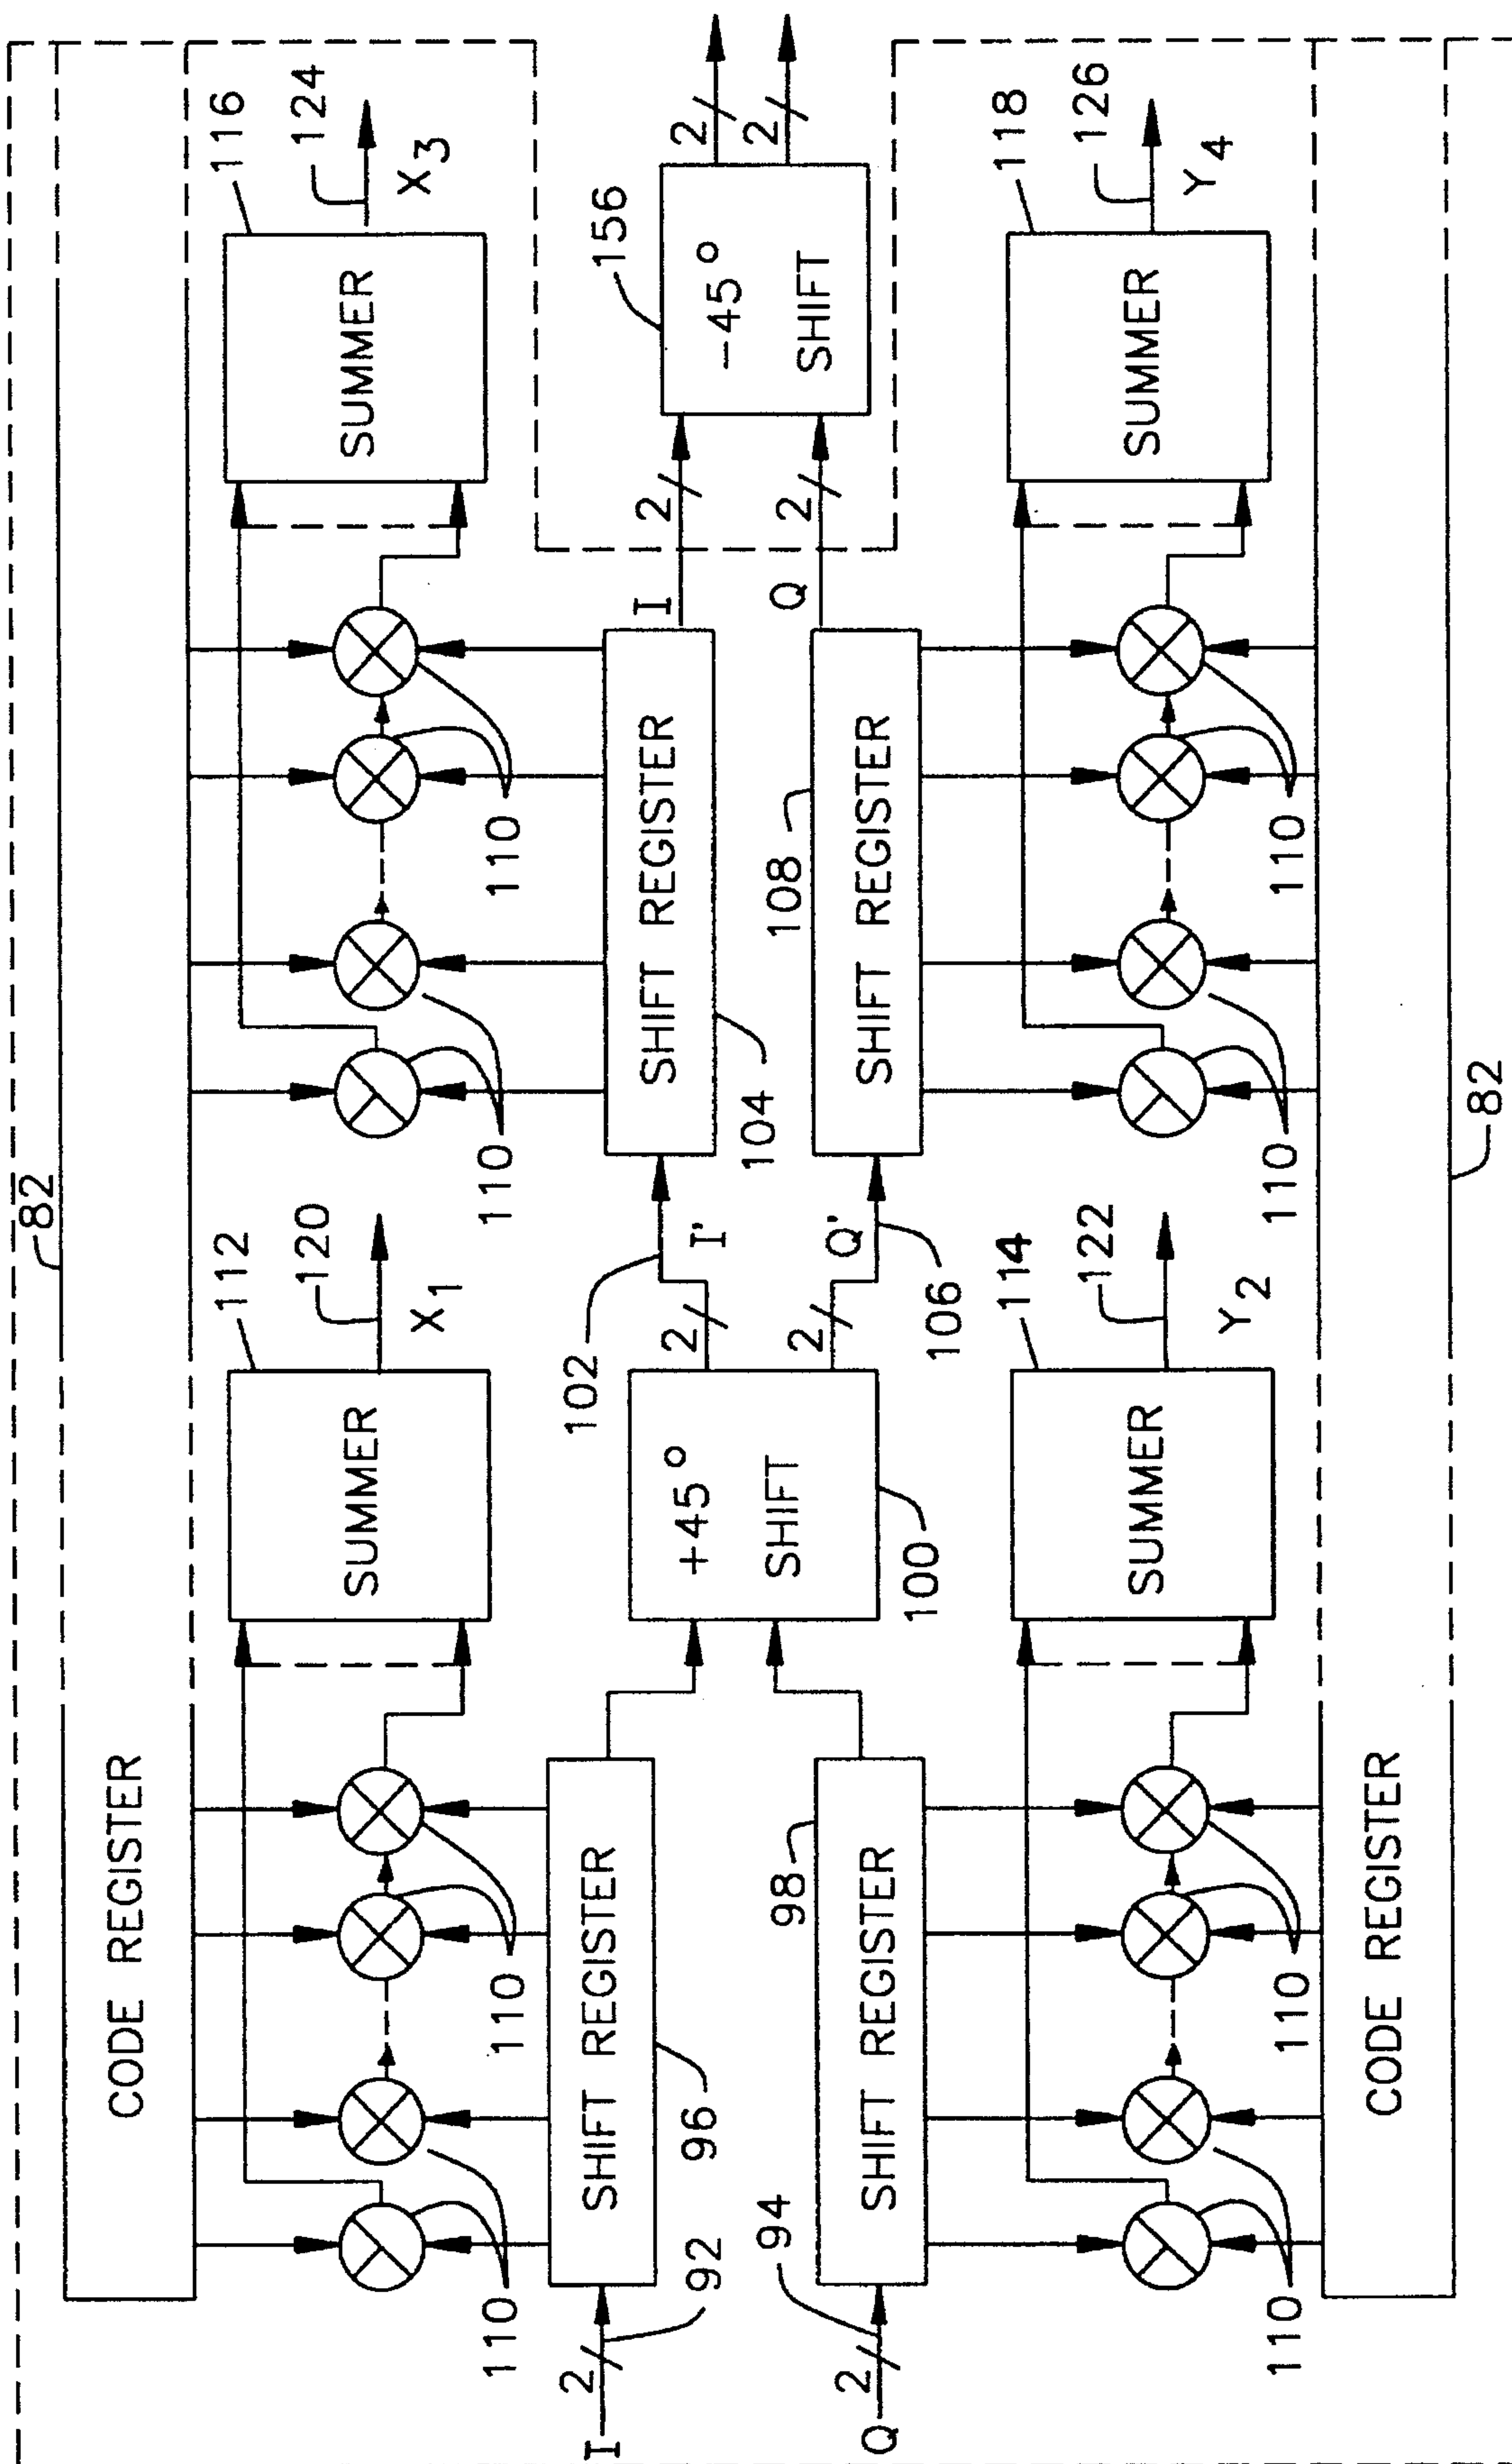 82
CODE REGISTER
110
110
112
SUMMER
120
X1
110
110
116
SUMMER
124
X3
I
2
92
SHIFT REGISTER
96
102
2
I'
SHIFT REGISTER
104
I
2
+45°
SHIFT
100
156
-45°
SHIFT
2
2
Q
2
94
98
SHIFT REGISTER
2
Q'
106
108
SHIFT REGISTER
Q
2
110
110
114
SUMMER
122
Y2
110
110
118
SUMMER
126
Y4
CODE REGISTER
82